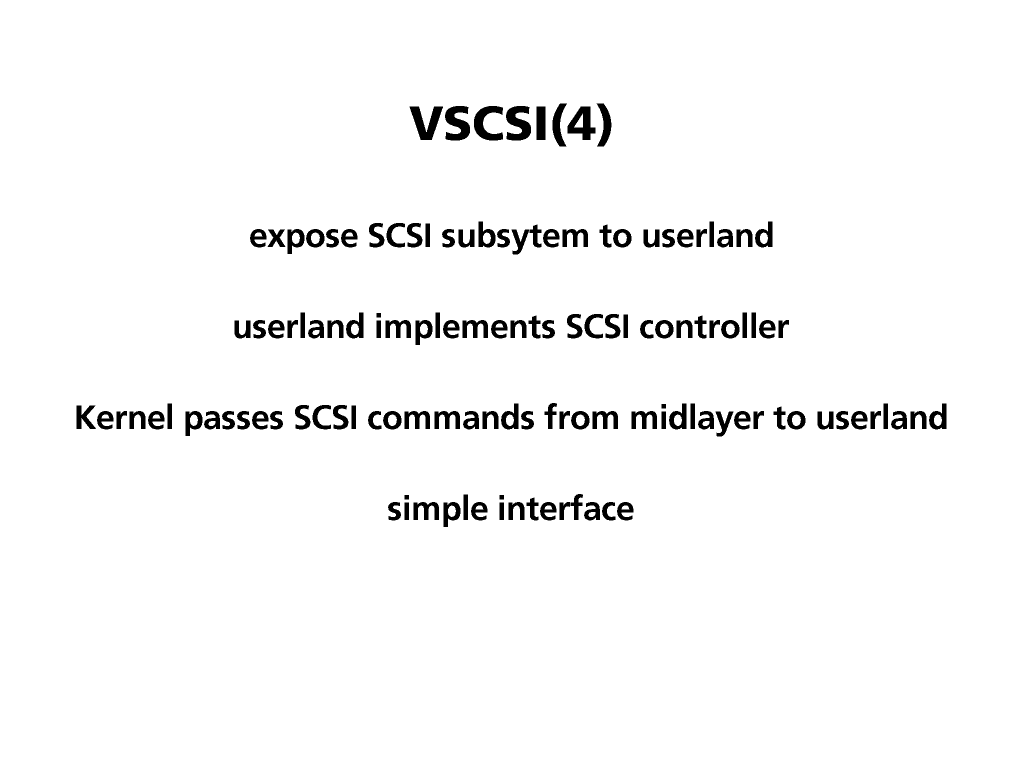 VSCSI(4)
expose SCSI subsytem to userland
userland implements SCSI controller
Kernel passes SCSI commands from midlayer to userland
simple interface